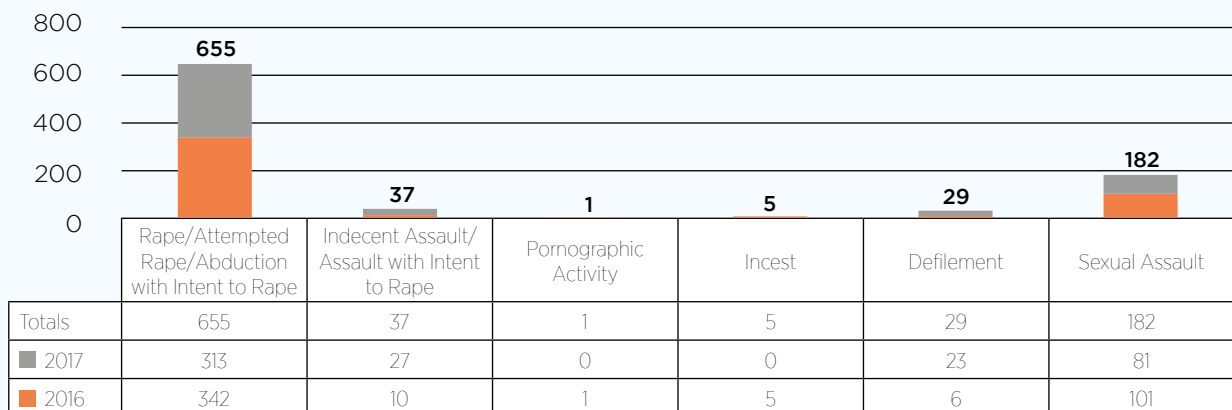 800
655
600
400
200
182
37
29
1
5
0
Rape/Attempted
Rape/Abduction
with Intent to Rape
Indecent Assault/
Assault with Intent
to Rape
Pornographic
Activity
Incest
Defilement
Sexual Assault
Totals 655 37 1 5 29 182
2017 313 27 0 0 23 81
2016 342 10 1 5 6 101